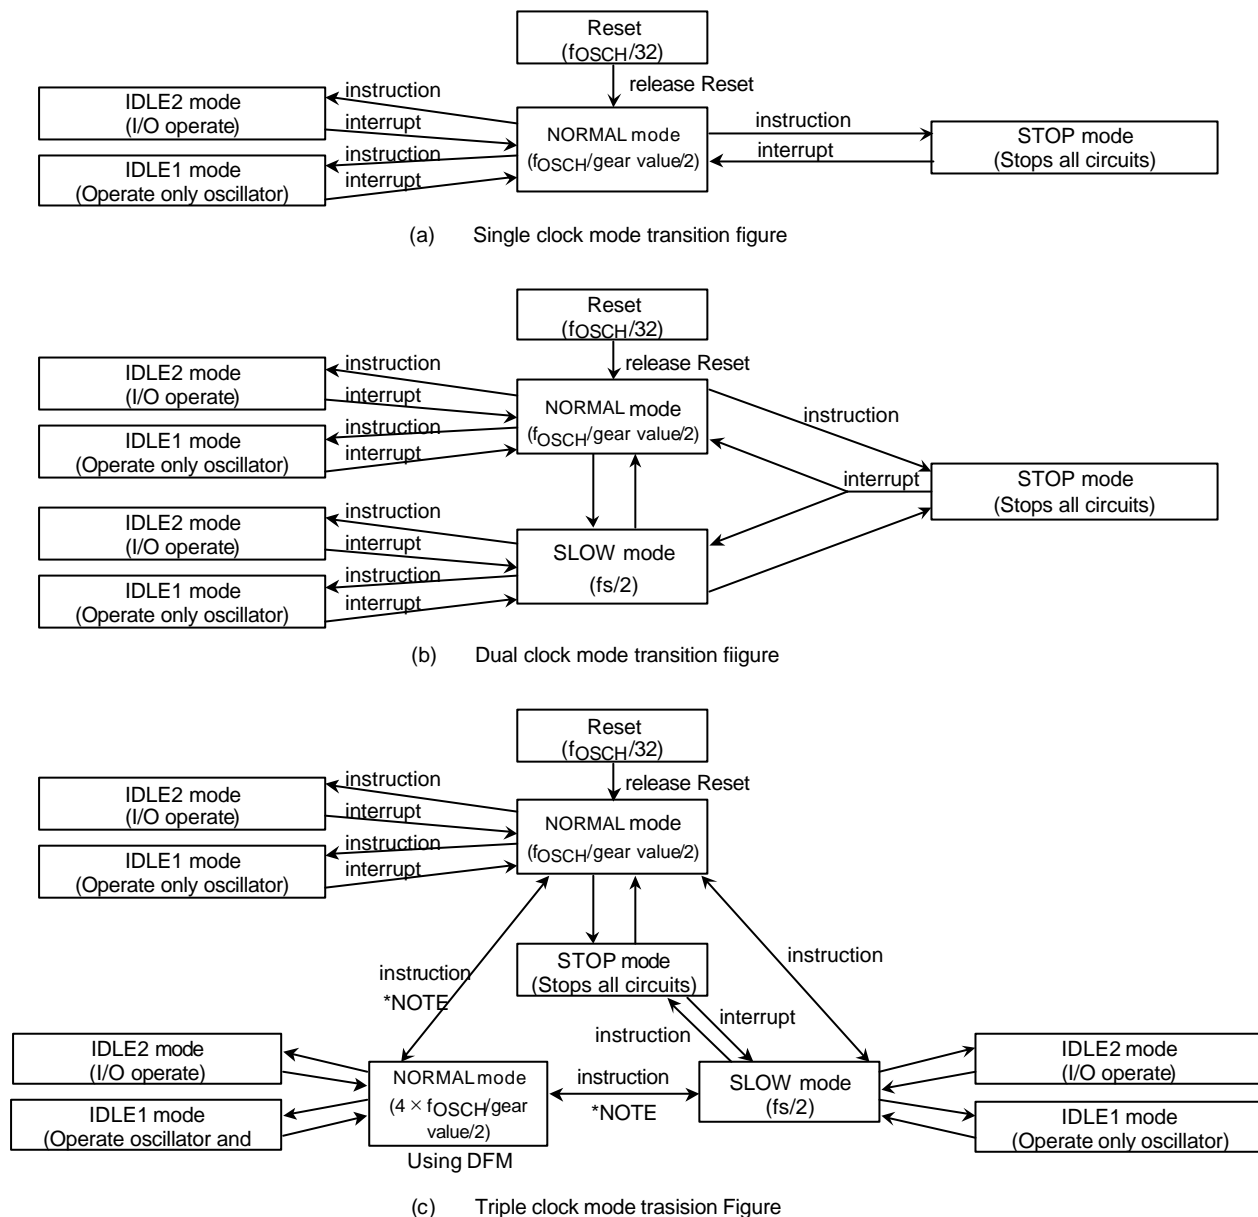 Reset
(fOSCH/32)
release Reset
IDLE2 mode
(I/O operate)
instruction
interrupt
IDLE1 mode
(Operate only oscillator)
instruction
interrupt
NORMAL mode
(fOSCH/gear value/2)
instruction
interrupt
STOP mode
(Stops all circuits)
(a) Single clock mode transition figure
Reset
(fOSCH/32)
release Reset
IDLE2 mode
(I/O operate)
instruction
interrupt
IDLE1 mode
(Operate only oscillator)
instruction
interrupt
NORMAL mode
(fOSCH/gear value/2)
instruction
interrupt
STOP mode
(Stops all circuits)
IDLE2 mode
(I/O operate)
instruction
interrupt
IDLE1 mode
(Operate only oscillator)
instruction
interrupt
SLOW mode
(fs/2)
(b) Dual clock mode transition fiigure
Reset
(fOSCH/32)
release Reset
IDLE2 mode
(I/O operate)
instruction
interrupt
IDLE1 mode
(Operate only oscillator)
instruction
interrupt
NORMAL mode
(fOSCH/gear value/2)
instruction
*NOTE
STOP mode
(Stops all circuits)
instruction
interrupt
instruction
IDLE2 mode
(I/O operate)
IDLE1 mode
(Operate oscillator and
NORMAL mode
(4 × fOSCH/gear
value/2)
Using DFM
instruction
*NOTE
SLOW mode
(fs/2)
IDLE2 mode
(I/O operate)
IDLE1 mode
(Operate only oscillator)
(c) Triple clock mode trasision Figure